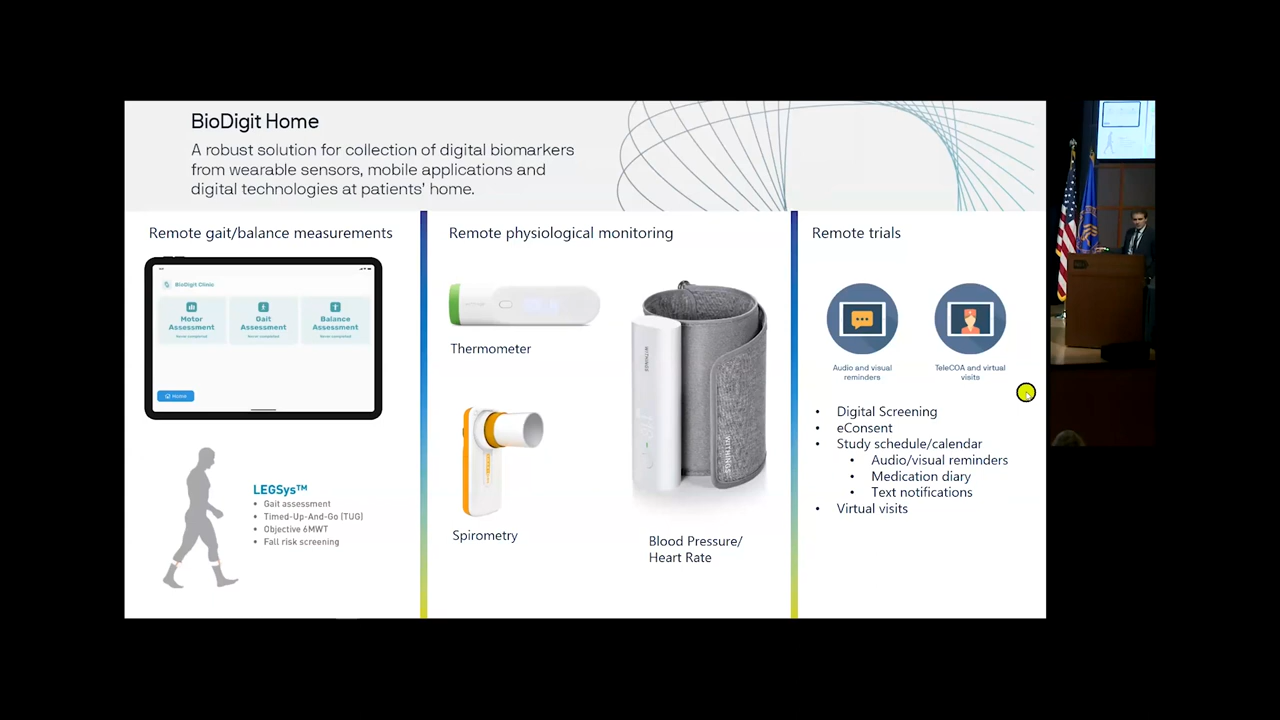 BioDigit Home
A robust solution for collection of digital biomarkers
from wearable sensors, mobile applications and
digital technologies at patients' home.
Remote gait/balance measurements
BioDigit Clinic
Motor
Assessment
Never completed
Gait
Assessment
Never completed
Balance
Assessment
Never completed
Home
LEGSys™
• Gait assessment
• Timed-Up-And-Go (TUG)
• Objective 6MWT
• Fall risk screening
Remote physiological monitoring
Thermometer
Spirometry
WITHINGS
WITHINGS
Blood Pressure/
Heart Rate
Remote trials
Audio and visual
reminders
TeleCOA and virtual
visits
• Digital Screening
• eConsent
• Study schedule/calendar
• Audio/visual reminders
• Medication diary
• Text notifications
• Virtual visits